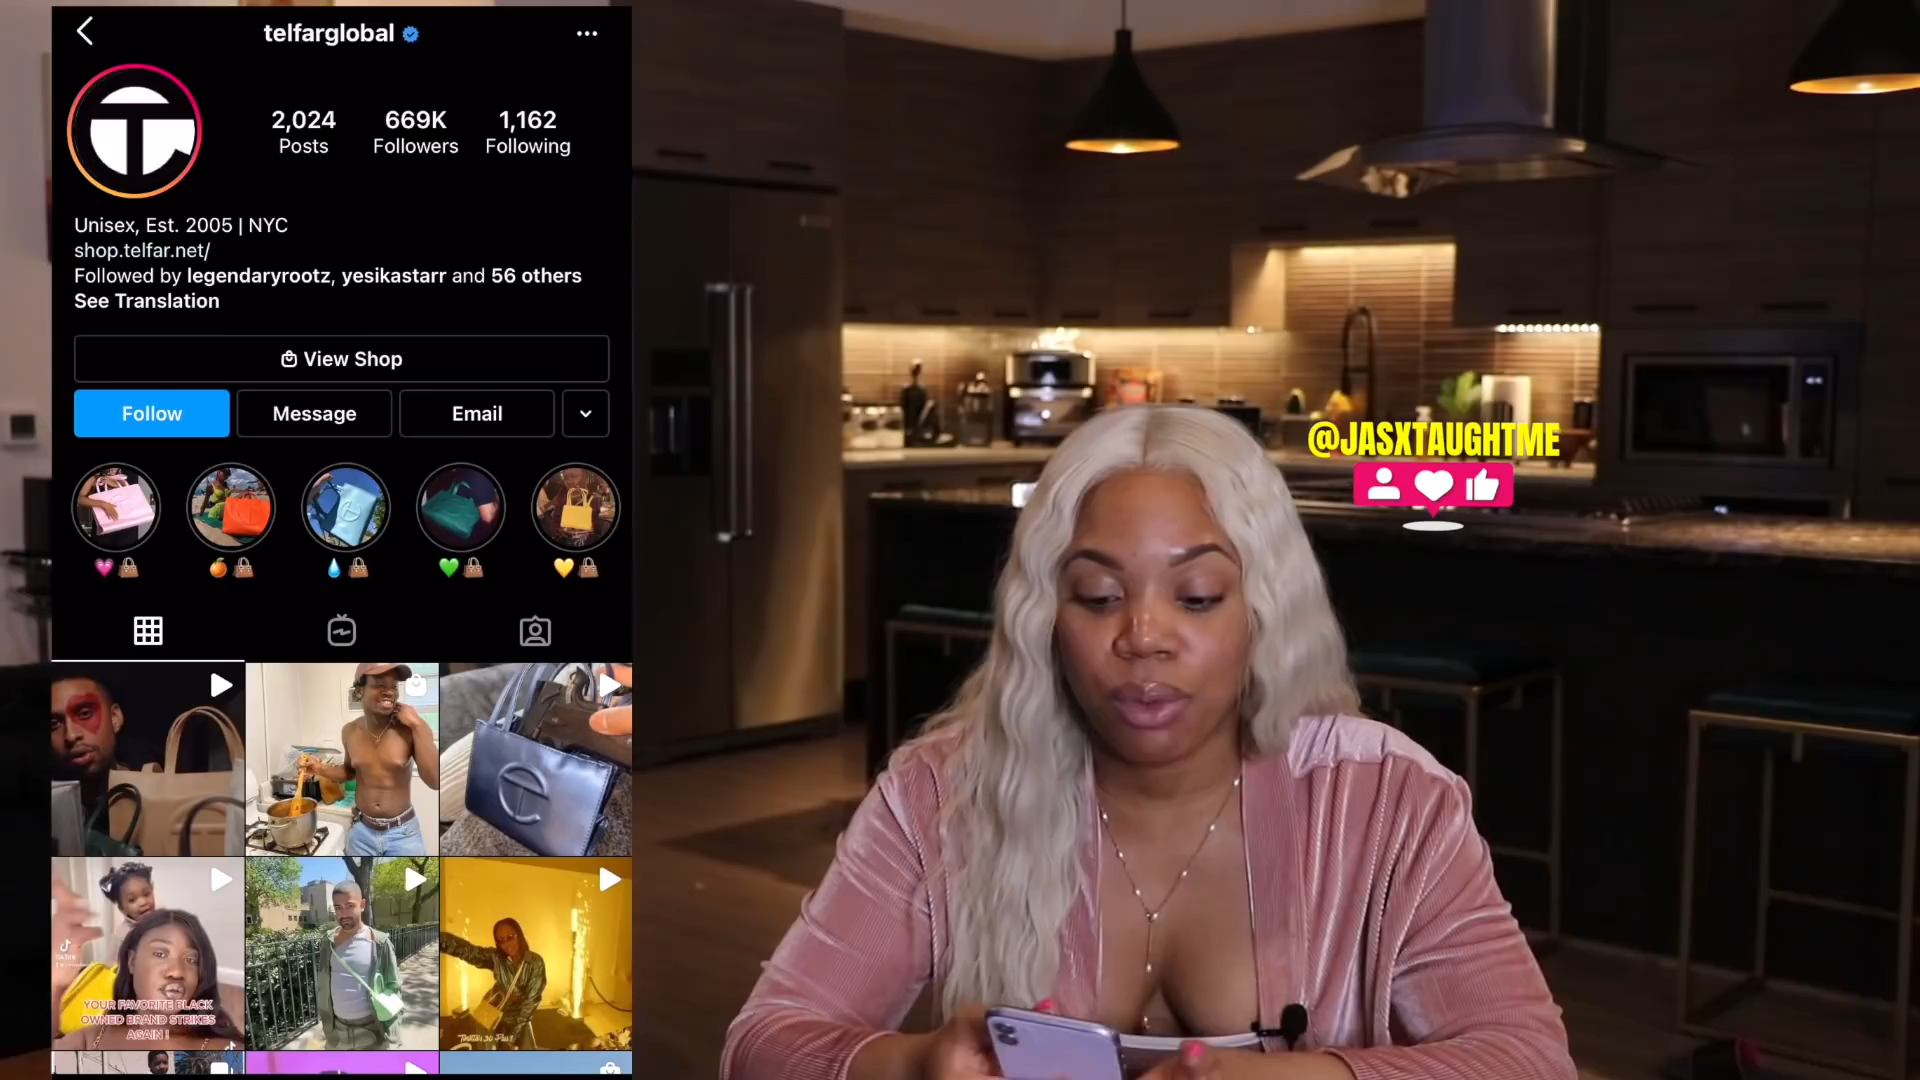 telfarglobal
2,024 669K 1,162
Posts Followers Following
Unisex, Est. 2005 | NYC
shop.telfar.net/
Followed by legendaryrootz, yesikastarr and 56 others
See Translation
View Shop
Follow Message Email
@JASXTAUGHTME
YOUR FAVORITE BLACK
OWNED BRAND STRIKES
AGAIN !